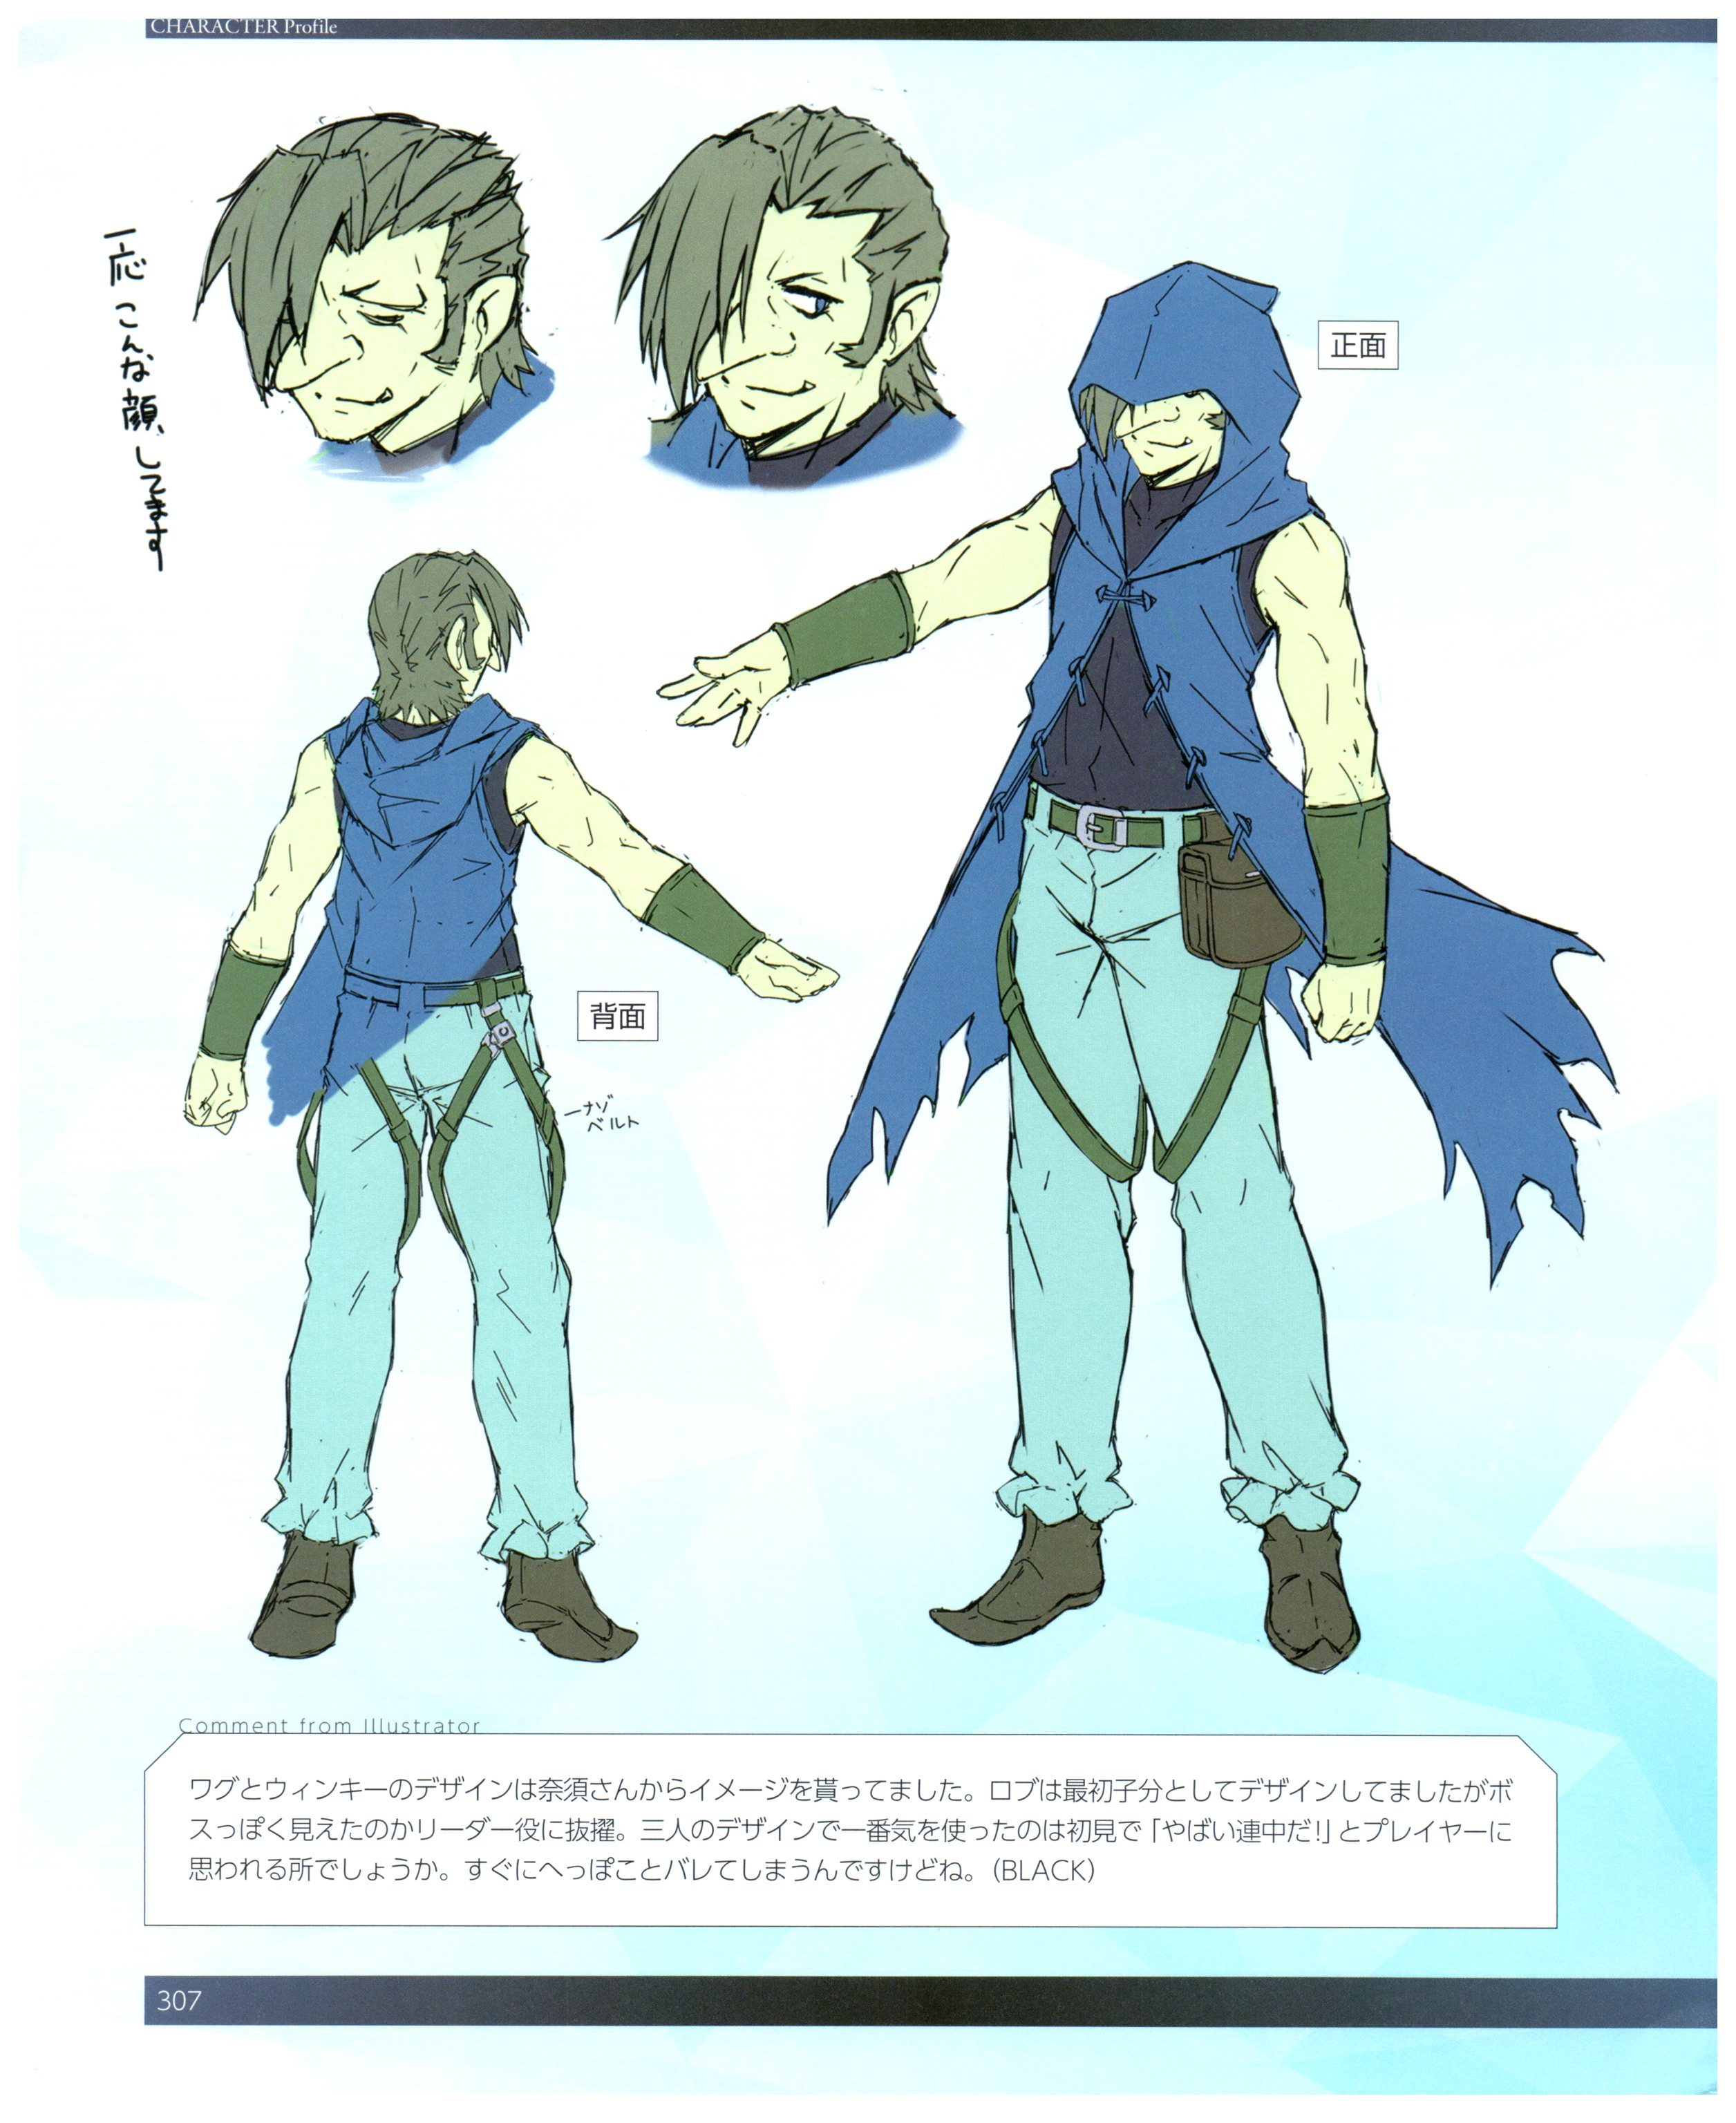 CHARACTER Profile
一応 こんな顔してます
正面
背面
ナゾ
ベルト
Comment from Illustrator
ワグとウィンキーのデザインは奈須さんからイメージを貰ってました。ロブは最初子分としてデザインしてましたがボ
スっぽく見えたのかリーダー役に抜擢。三人のデザインで一番気を使ったのは初見で「やばい連中だ!」とプレイヤーに
思われる所でしょうか。すぐにへっぽことバレてしまうんですけどね。(BLACK)
307